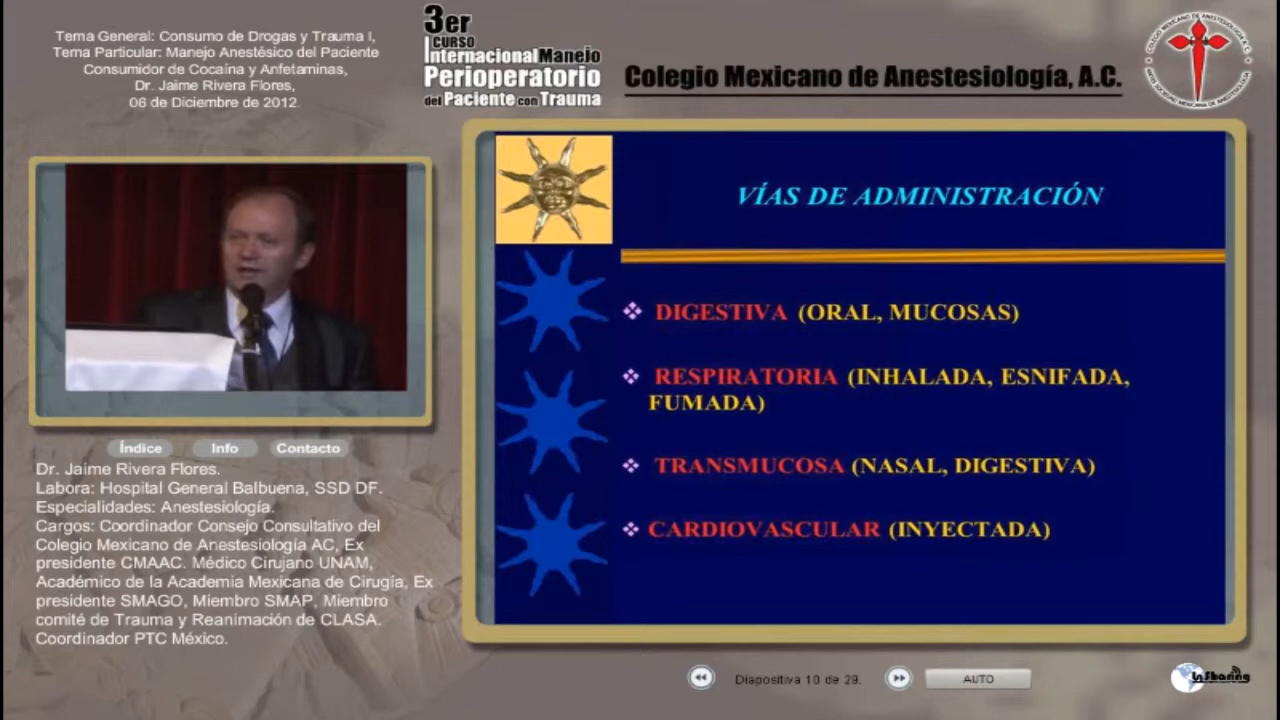 Tema General: Consumo de Drogas y Trauma I,
Tema Particular: Manejo Anestésico del Paciente
Consumidor de Cocaína y Anfetaminas,
Dr. Jaime Rivera Flores,
06 de Diciembre de 2012.
3er
CURSO
Internacional Manejo
Perioperatorio
del Paciente con Trauma
Colegio Mexicano de Anestesiología, A.C.
VÍAS DE ADMINISTRACIÓN
❖ DIGESTIVA (ORAL, MUCOSAS)
❖ RESPIRATORIA (INHALADA, ESNIFADA,
FUMADA)
❖ TRANSMUCOSA (NASAL, DIGESTIVA)
❖ CARDIOVASCULAR (INYECTADA)
Índice Info Contacto
Dr. Jaime Rivera Flores.
Labora: Hospital General Balbuena, SSD DF.
Especialidades: Anestesiología.
Cargos: Coordinador Consejo Consultativo del
Colegio Mexicano de Anestesiología AC, Ex
presidente CMAAC. Médico Cirujano UNAM,
Académico de la Academia Mexicana de Cirugía, Ex
presidente SMAGO, Miembro SMAP, Miembro
comité de Trauma y Reanimación de CLASA.
Coordinador PTC México.
Diapositiva 10 de 29.
AUTO
InSharing